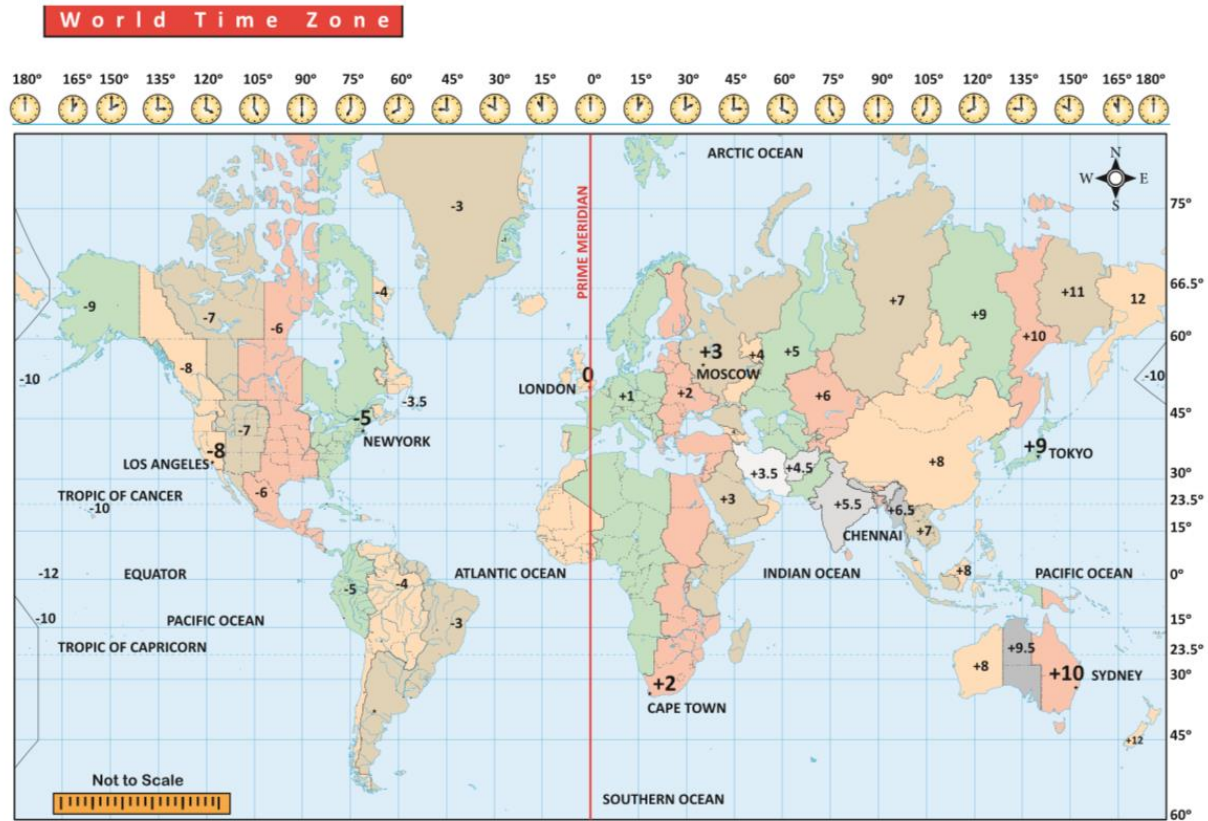 World Time Zone
180° 165° 150° 135° 120° 105° 90° 75° 60° 45° 30° 15° 0° 15° 30° 45° 60° 75° 90° 105° 120° 135° 150° 165° 180°
ARCTIC OCEAN
N
W E
S
PRIME MERIDIAN
-3
75°
-4
66.5°
-9
-7
-6
+7
+9
+11
12
+10
60°
-8
+3
+4
+5
MOSCOW
-10
-10
0
LONDON
+1
+2
+6
-3.5
-5
NEWYORK
-7
45°
-8
LOS ANGELES
+9
TOKYO
+8
+3.5
+4.5
30°
TROPIC OF CANCER
-6
-10
+3
+5.5
+6.5
23.5°
CHENNAI
+7
15°
-12
EQUATOR
ATLANTIC OCEAN
INDIAN OCEAN
+8
PACIFIC OCEAN
0°
-5
-4
-10
PACIFIC OCEAN
-3
15°
TROPIC OF CAPRICORN
+9.5
23.5°
+8
+10
SYDNEY
30°
+2
CAPE TOWN
+12
45°
Not to Scale
SOUTHERN OCEAN
60°